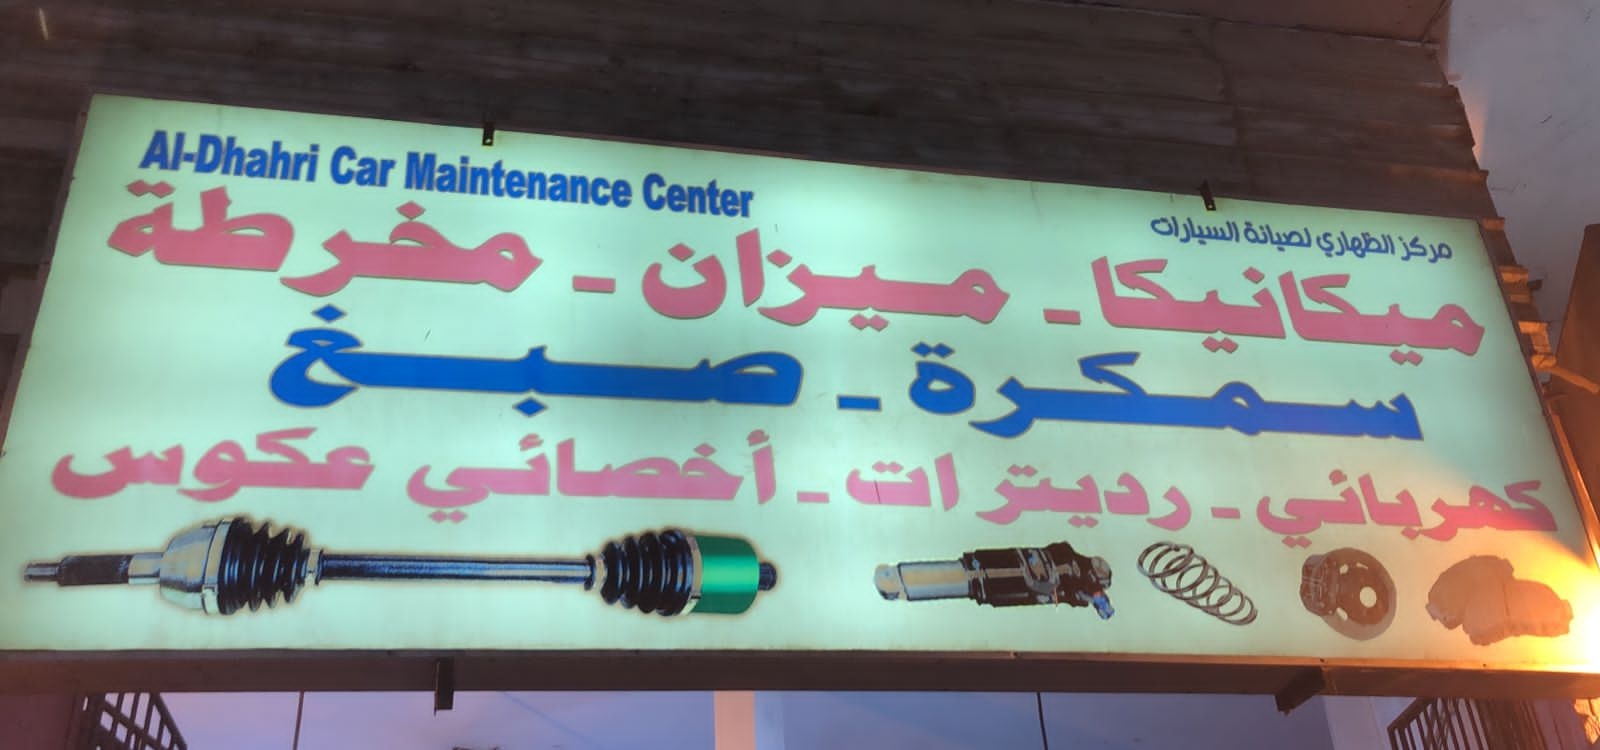 Al-Dhahri Car Maintenance Center
مركز الظهاري لصيانة السيارات
ميكانيكا - ميزان - مخرطة
سمكرة - صبغ
كهربائي - رديترات - أخصائي عكوس